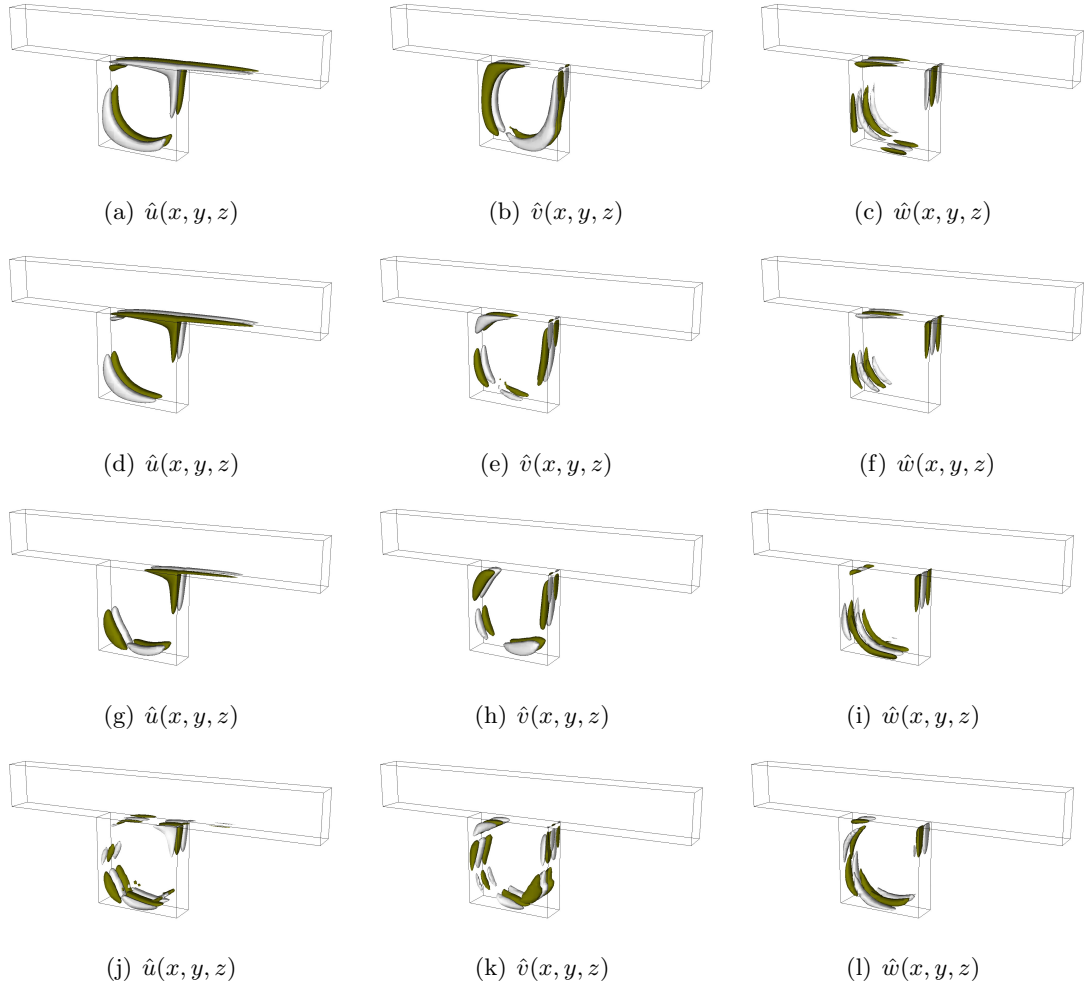 (a) û(x, y, z)
(b) v̂(x, y, z)
(c) ŵ(x, y, z)
(d) û(x, y, z)
(e) v̂(x, y, z)
(f) ŵ(x, y, z)
(g) û(x, y, z)
(h) v̂(x, y, z)
(i) ŵ(x, y, z)
(j) û(x, y, z)
(k) v̂(x, y, z)
(l) ŵ(x, y, z)